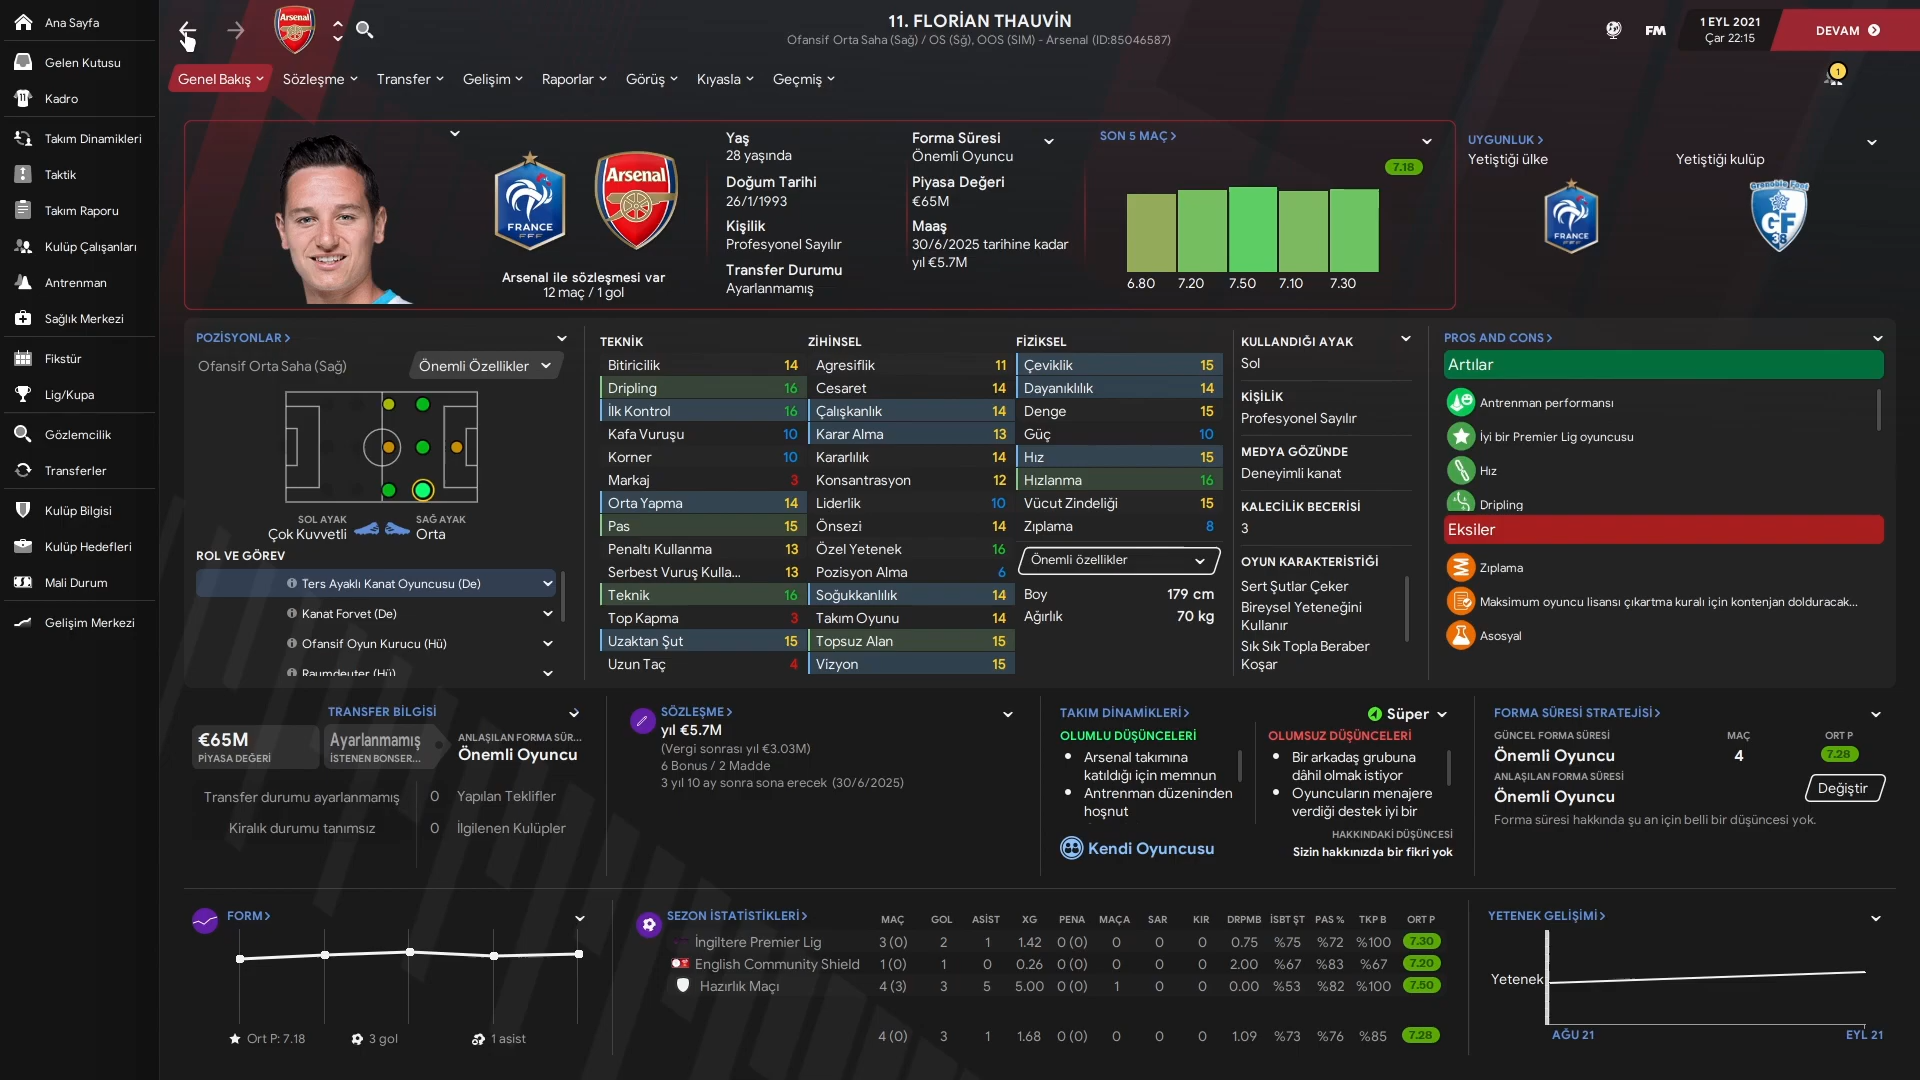 Ana Sayfa
Gelen Kutusu
Kadro
Takım Dinamikleri
Taktik
Takım Raporu
Kulüp Çalışanları
Antrenman
Sağlık Merkezi
Fikstür
Lig/Kupa
Gözlemcilik
Transferler
Kulüp Bilgisi
Kulüp Hedefleri
Mali Durum
Gelişim Merkezi
Arsenal
11. FLORİAN THAUVİN
Ofansif Orta Saha (Sağ) / OS (Sğ), OOS (SlM) - Arsenal (ID:85046587)
FM
1 EYL 2021
Çar 22:15
DEVAM
1
Genel Bakış
Sözleşme
Transfer
Gelişim
Raporlar
Görüş
Kıyasla
Geçmiş
FRANCE
FFF
Arsenal
Arsenal ile sözleşmesi var
12 maç / 1 gol
Yaş
28 yaşında
Doğum Tarihi
26/1/1993
Kişilik
Profesyonel Sayılır
Transfer Durumu
Ayarlanmamış
Forma Süresi
Önemli Oyuncu
Piyasa Değeri
€65M
Maaş
30/6/2025 tarihine kadar
yıl €5.7M
SON 5 MAÇ
7.18
6.80 7.20 7.50 7.10 7.30
UYGUNLUK
Yetiştiği ülke
Yetiştiği kulüp
FRANCE
FFF
Grenoble Foot
GF
38
POZİSYONLAR
Ofansif Orta Saha (Sağ)
Önemli Özellikler
SOL AYAK
Çok Kuvvetli
SAĞ AYAK
Orta
ROL VE GÖREV
Ters Ayaklı Kanat Oyuncusu (De)
Kanat Forvet (De)
Ofansif Oyun Kurucu (Hü)
Raumdeuter (Hü)
TEKNİK
Bitiricilik 14
Dripling 16
İlk Kontrol 16
Kafa Vuruşu 10
Korner 10
Markaj 3
Orta Yapma 14
Pas 15
Penaltı Kullanma 13
Serbest Vuruş Kulla... 13
Teknik 16
Top Kapma 3
Uzaktan Şut 15
Uzun Taç 4
ZİHİNSEL
Agresiflik 11
Cesaret 14
Çalışkanlık 14
Karar Alma 13
Kararlılık 14
Konsantrasyon 12
Liderlik 10
Önsezi 14
Özel Yetenek 16
Pozisyon Alma 6
Soğukkanlılık 14
Takım Oyunu 14
Topsuz Alan 15
Vizyon 15
FİZİKSEL
Çeviklik 15
Dayanıklılık 14
Denge 15
Güç 10
Hız 15
Hızlanma 16
Vücut Zindeliği 15
Zıplama 8
Önemli özellikler
Boy 179 cm
Ağırlık 70 kg
KULLANDIĞI AYAK
Sol
KİŞİLİK
Profesyonel Sayılır
MEDYA GÖZÜNDE
Deneyimli kanat
KALECİLİK BECERİSİ
3
OYUN KARAKTERİSTİĞİ
Sert Şutlar Çeker
Bireysel Yeteneğini
Kullanır
Sık Sık Topla Beraber
Koşar
PROS AND CONS
Artılar
Antrenman performansı
İyi bir Premier Lig oyuncusu
Hız
Dripling
Eksiler
Zıplama
Maksimum oyuncu lisansı çıkartma kuralı için kontenjan dolduracak...
Asosyal
TRANSFER BİLGİSİ
€65M
PİYASA DEĞERİ
Ayarlanmamış
İSTENEN BONSER...
ANLAŞILAN FORMA SÜR...
Önemli Oyuncu
Transfer durumu ayarlanmamış
Kiralık durumu tanımsız
0 Yapılan Teklifler
0 İlgilenen Kulüpler
SÖZLEŞME
yıl €5.7M
(Vergi sonrası yıl €3.03M)
6 Bonus / 2 Madde
3 yıl 10 ay sonra sona erecek (30/6/2025)
TAKIM DİNAMİKLERİ
Süper
OLUMLU DÜŞÜNCELERİ
• Arsenal takımına
katıldığı için memnun
• Antrenman düzeninden
hoşnut
OLUMSUZ DÜŞÜNCELERİ
• Bir arkadaş grubuna
dâhil olmak istiyor
• Oyuncuların menajere
verdiği destek iyi bir
Kendi Oyuncusu
HAKKINDAKİ DÜŞÜNCESİ
Sizin hakkınızda bir fikri yok
FORMA SÜRESİ STRATEJİSİ
GÜNCEL FORMA SÜRESİ MAÇ ORT P
Önemli Oyuncu 4 7.28
ANLAŞILAN FORMA SÜRESİ
Önemli Oyuncu
Değiştir
Forma süresi hakkında şu an için belli bir düşüncesi yok.
FORM
Ort P: 7.18
3 gol
1 asist
SEZON İSTATİSTİKLERİ
MAÇ GOL ASİST XG PENA MAÇA SAR KIR DRPMB İSBT ŞT PAS % TKP B ORT P
İngiltere Premier Lig 3 (0) 2 1 1.42 0 (0) 0 0 0 0.75 %75 %72 %100 7.30
English Community Shield 1 (0) 1 0 0.26 0 (0) 0 0 0 2.00 %67 %83 %67 7.20
Hazırlık Maçı 4 (3) 3 5 5.00 0 (0) 1 0 0 0.00 %53 %82 %100 7.50
4 (0) 3 1 1.68 0 (0) 0 0 0 1.09 %73 %76 %85 7.28
YETENEK GELİŞİMİ
Yetenek
AĞU 21
EYL 21